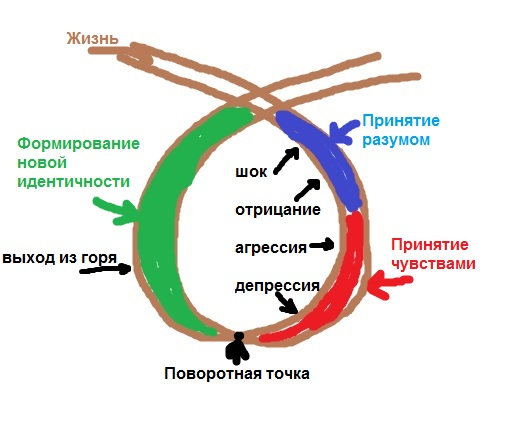 Жизнь
Принятие
разумом
Формирование
новой
идентичности
шок
отрицание
агрессия
Принятие
чувствами
выход из горя
депрессия
Поворотная точка